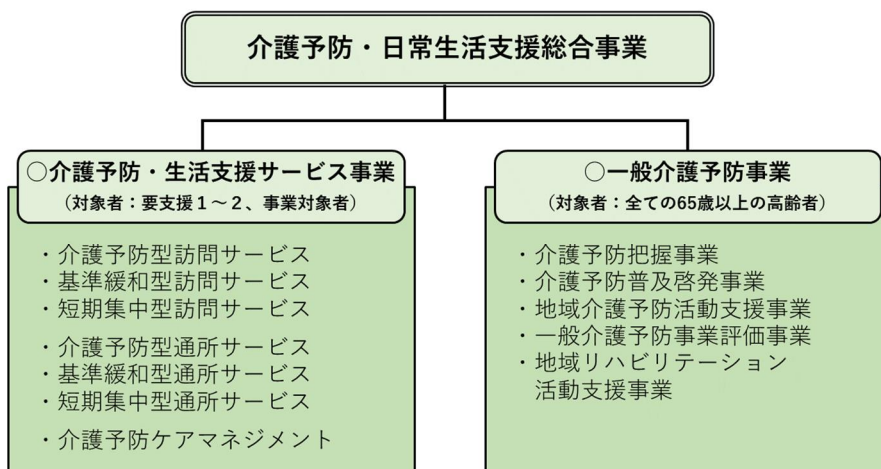 介護予防・日常生活支援総合事業
○介護予防・生活支援サービス事業
(対象者：要支援１～２、事業対象者)
・介護予防型訪問サービス
・基準緩和型訪問サービス
・短期集中型訪問サービス
・介護予防型通所サービス
・基準緩和型通所サービス
・短期集中型通所サービス
・介護予防ケアマネジメント
○一般介護予防事業
(対象者：全ての65歳以上の高齢者)
・介護予防把握事業
・介護予防普及啓発事業
・地域介護予防活動支援事業
・一般介護予防事業評価事業
・地域リハビリテーション
活動支援事業